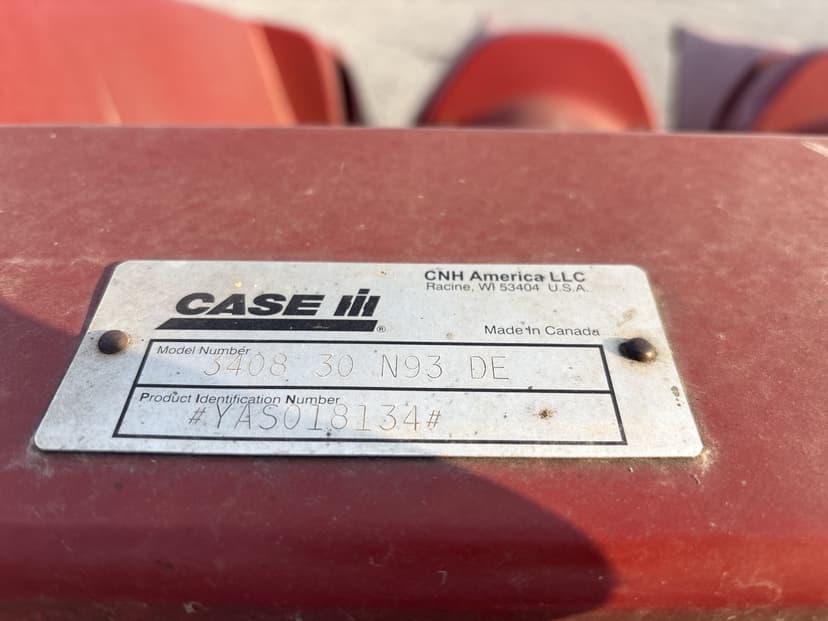 CNH America LLC
Racine, WI 53404 U.S.A.
CASE IH
®
Made in Canada
Model Number
3408 30 N93 DE
Product Identification Number
#YAS018134#